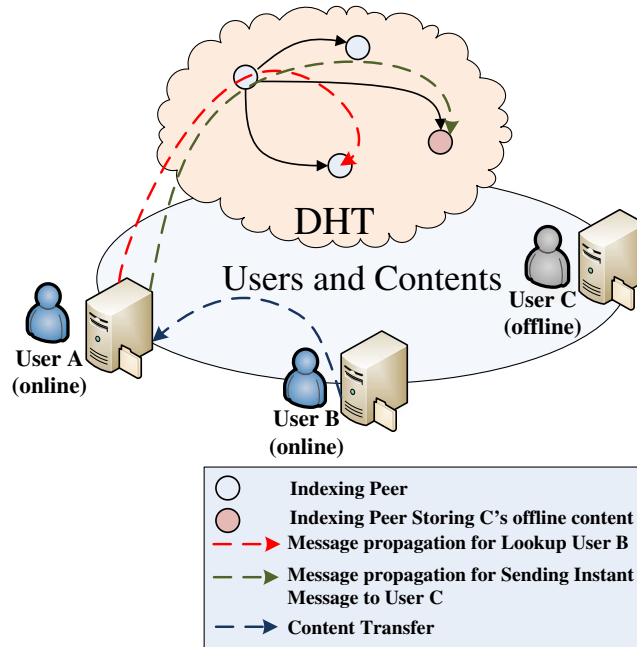 DHT
Users and Contents
User C
(offline)
User A
(online)
User B
(online)
Indexing Peer
Indexing Peer Storing C's offline content
Message propagation for Lookup User B
Message propagation for Sending Instant
Message to User C
Content Transfer